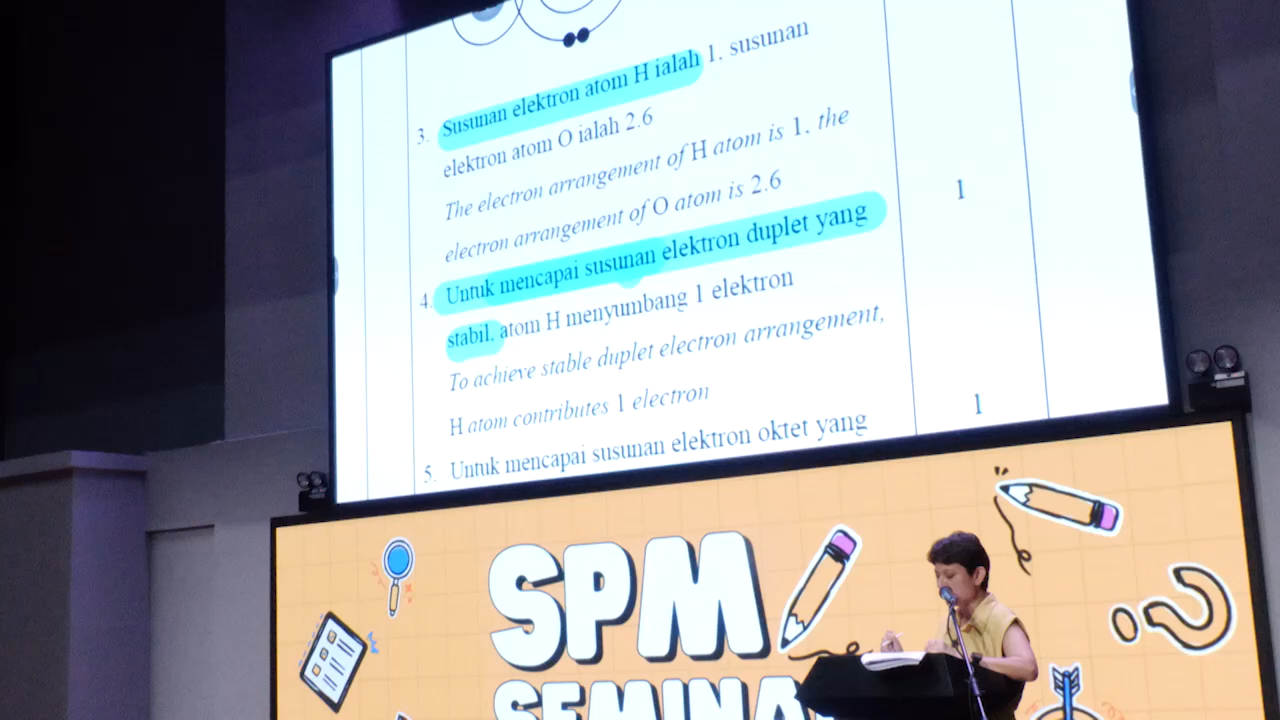 3. Susunan elektron atom H ialah 1. susunan
elektron atom O ialah 2.6
The electron arrangement of H atom is 1. the
electron arrangement of O atom is 2.6
1
4. Untuk mencapai susunan elektron duplet yang
stabil. atom H menyumbang 1 elektron
To achieve stable duplet electron arrangement,
H atom contributes 1 electron
1
5. Untuk mencapai susunan elektron oktet yang
SPM
SEMINA